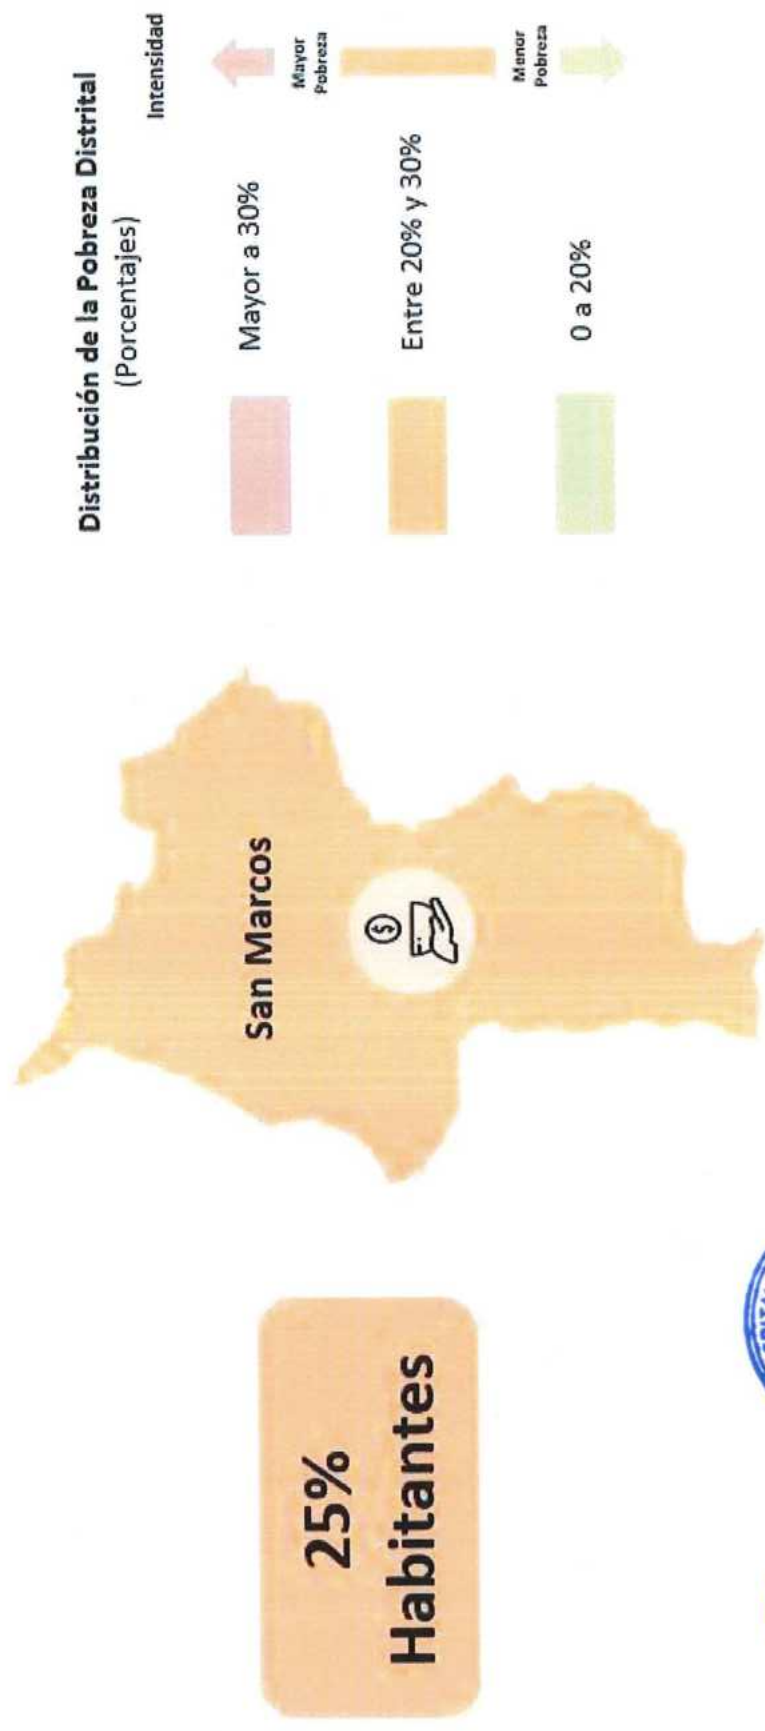 Distribución de la Pobreza Distrital
(Porcentajes)
Intensidad
Mayor a 30%
Mayor
Pobreza
Entre 20% y 30%
Menor
Pobreza
0 a 20%
San Marcos
$
25%
Habitantes